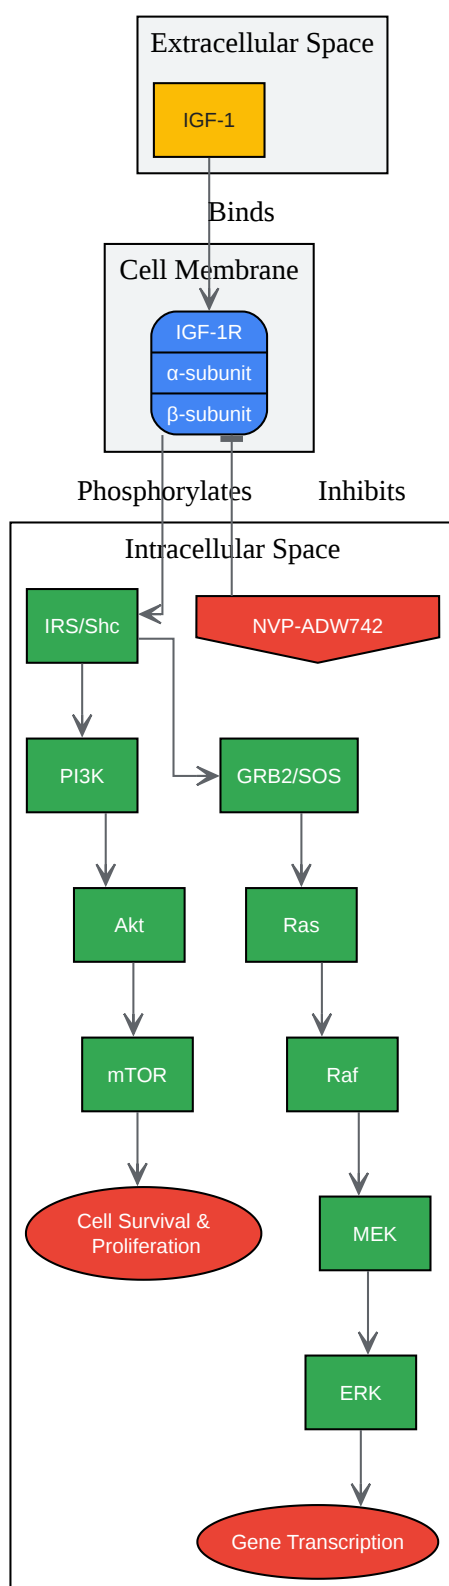 Extracellular Space
IGF-1
Binds
Cell Membrane
IGF-1R
α-subunit
β-subunit
Phosphorylates
Inhibits
Intracellular Space
IRS/Shc
NVP-ADW742
PI3K
GRB2/SOS
Akt
Ras
mTOR
Raf
Cell Survival &
Proliferation
MEK
ERK
Gene Transcription